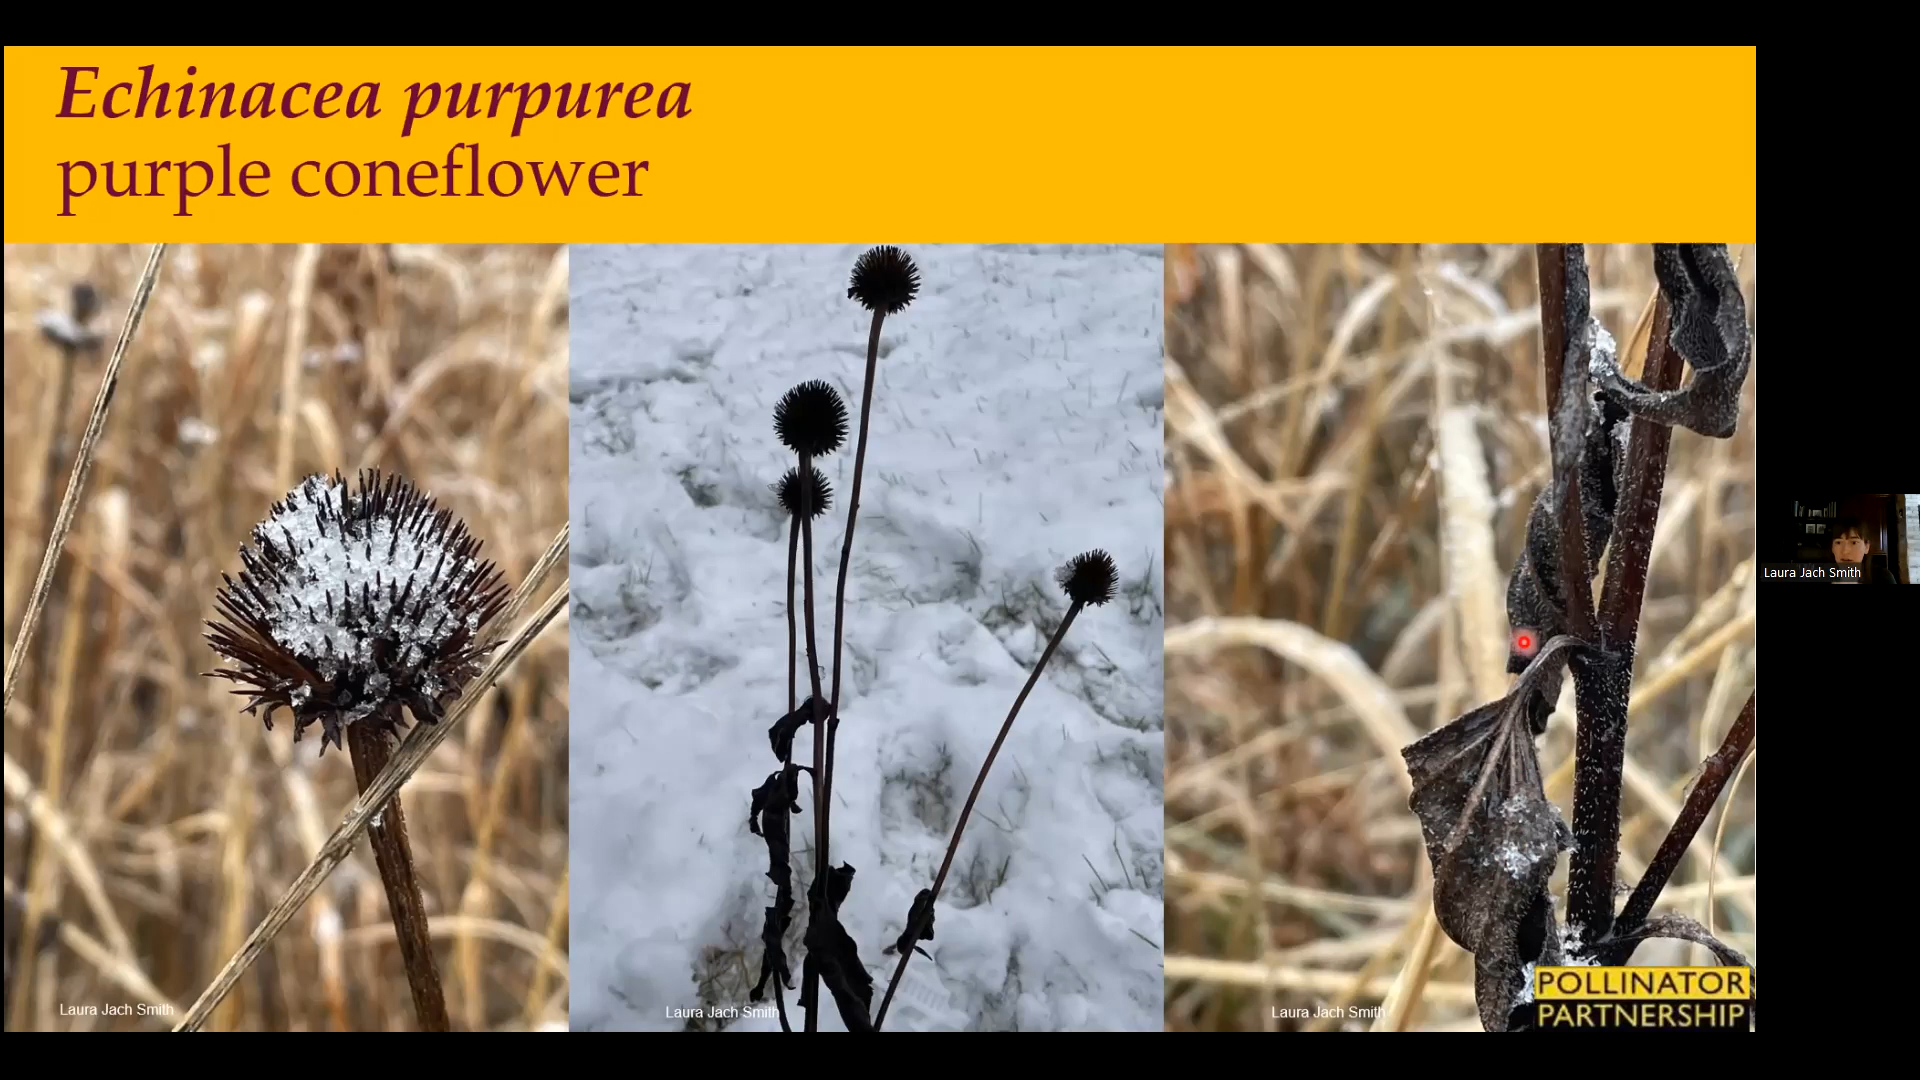 Echinacea purpurea
purple coneflower
Laura Jach Smith
Laura Jach Smith
Laura Jach Smith
POLLINATOR
PARTNERSHIP
Laura Jach Smith